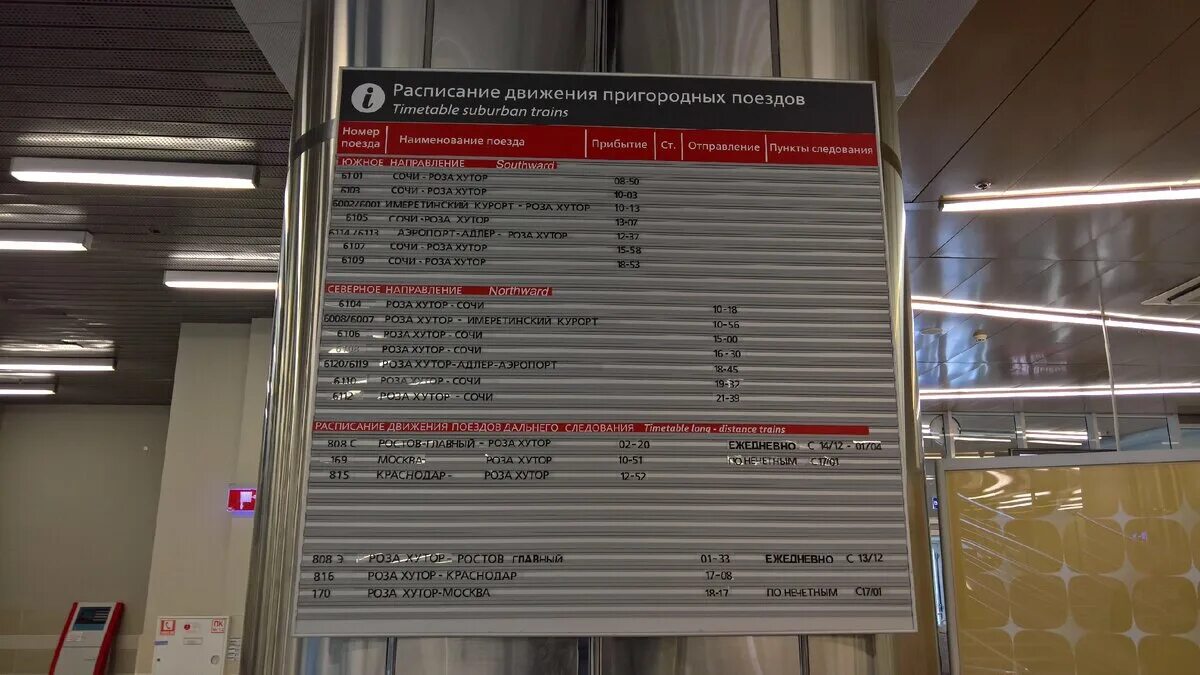 i Расписание движения пригородных поездов
Timetable suburban trains
Номер поезда Наименование поезда Прибытие Ст. Отправление Пункты следования
ЮЖНОЕ НАПРАВЛЕНИЕ Southward
6101 СОЧИ - РОЗА ХУТОР 08-50
6103 СОЧИ - РОЗА ХУТОР 10-03
6002/6001 ИМЕРЕТИНСКИЙ КУРОРТ - РОЗА ХУТОР 10-13
6105 СОЧИ-РОЗА ХУТОР 13-07
6114/6113 АЭРОПОРТ-АДЛЕР - РОЗА ХУТОР 12-37
6107 СОЧИ - РОЗА ХУТОР 15-58
6109 СОЧИ - РОЗА ХУТОР 18-53
СЕВЕРНОЕ НАПРАВЛЕНИЕ Northward
6104 РОЗА ХУТОР - СОЧИ 10-18
6008/6007 РОЗА ХУТОР - ИМЕРЕТИНСКИЙ КУРОРТ 10-56
6106 РОЗА ХУТОР - СОЧИ 15-00
РОЗА ХУТОР - СОЧИ 16-30
6120/6119 РОЗА ХУТОР-АДЛЕР-АЭРОПОРТ 18-45
6110 РОЗА ХУТОР - СОЧИ 19-32
6112 РОЗА ХУТОР - СОЧИ 21-39
РАСПИСАНИЕ ДВИЖЕНИЯ ПОЕЗДОВ ДАЛЬНЕГО СЛЕДОВАНИЯ Timetable long - distance trains
808 С РОСТОВ-ГЛАВНЫЙ - РОЗА ХУТОР 02-20 ЕЖЕДНЕВНО С 14/12 - 01/04
169 МОСКВА- РОЗА ХУТОР 10-51 ПО НЕЧЕТНЫМ С17/01
815 КРАСНОДАР - РОЗА ХУТОР 12-52
808 Э РОЗА ХУТОР - РОСТОВ ГЛАВНЫЙ 01-33 ЕЖЕДНЕВНО С 13/12
816 РОЗА ХУТОР - КРАСНОДАР 17-08
170 РОЗА ХУТОР-МОСКВА 18-17 ПО НЕЧЕТНЫМ С17/01
ПК